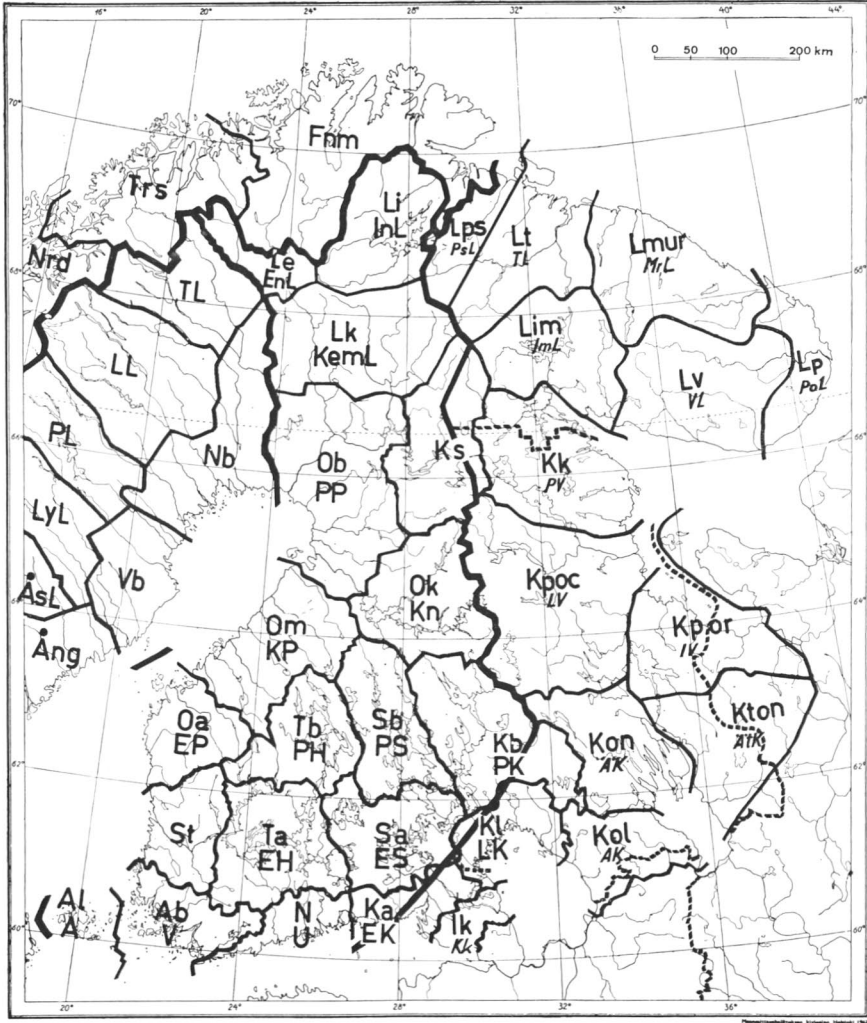 16° 20° 24° 28° 32° 36° 40° 44°
0 50 100 200 km
70° 70°
Fnm
Trs
Li
InL
Lps
PsL
Lt
TL
Lmur
MrL
Nrd
68° 68°
Le
EnL
TL
Lk
KemL
Lim
ImL
LL
Lv
VL
Lp
PoL
PL
66° 66°
Nb
Ob
PP
Ks
Kk
PV
LyL
Vb
Ok
Kn
Kpoc
LV
ÅsL
64° 64°
Ång
Om
KP
Kpor
IV
Oa
EP
Tb
PH
Sb
PS
Kb
PK
Kon
AK
Kton
ÄtK
62° 62°
St
Ta
EH
Sa
ES
Kl
LK
Kol
AK
Al
A
Ab
V
N
U
Ka
EK
Ik
Kk
60° 60°
20° 24° 28° 32° 36° 40°